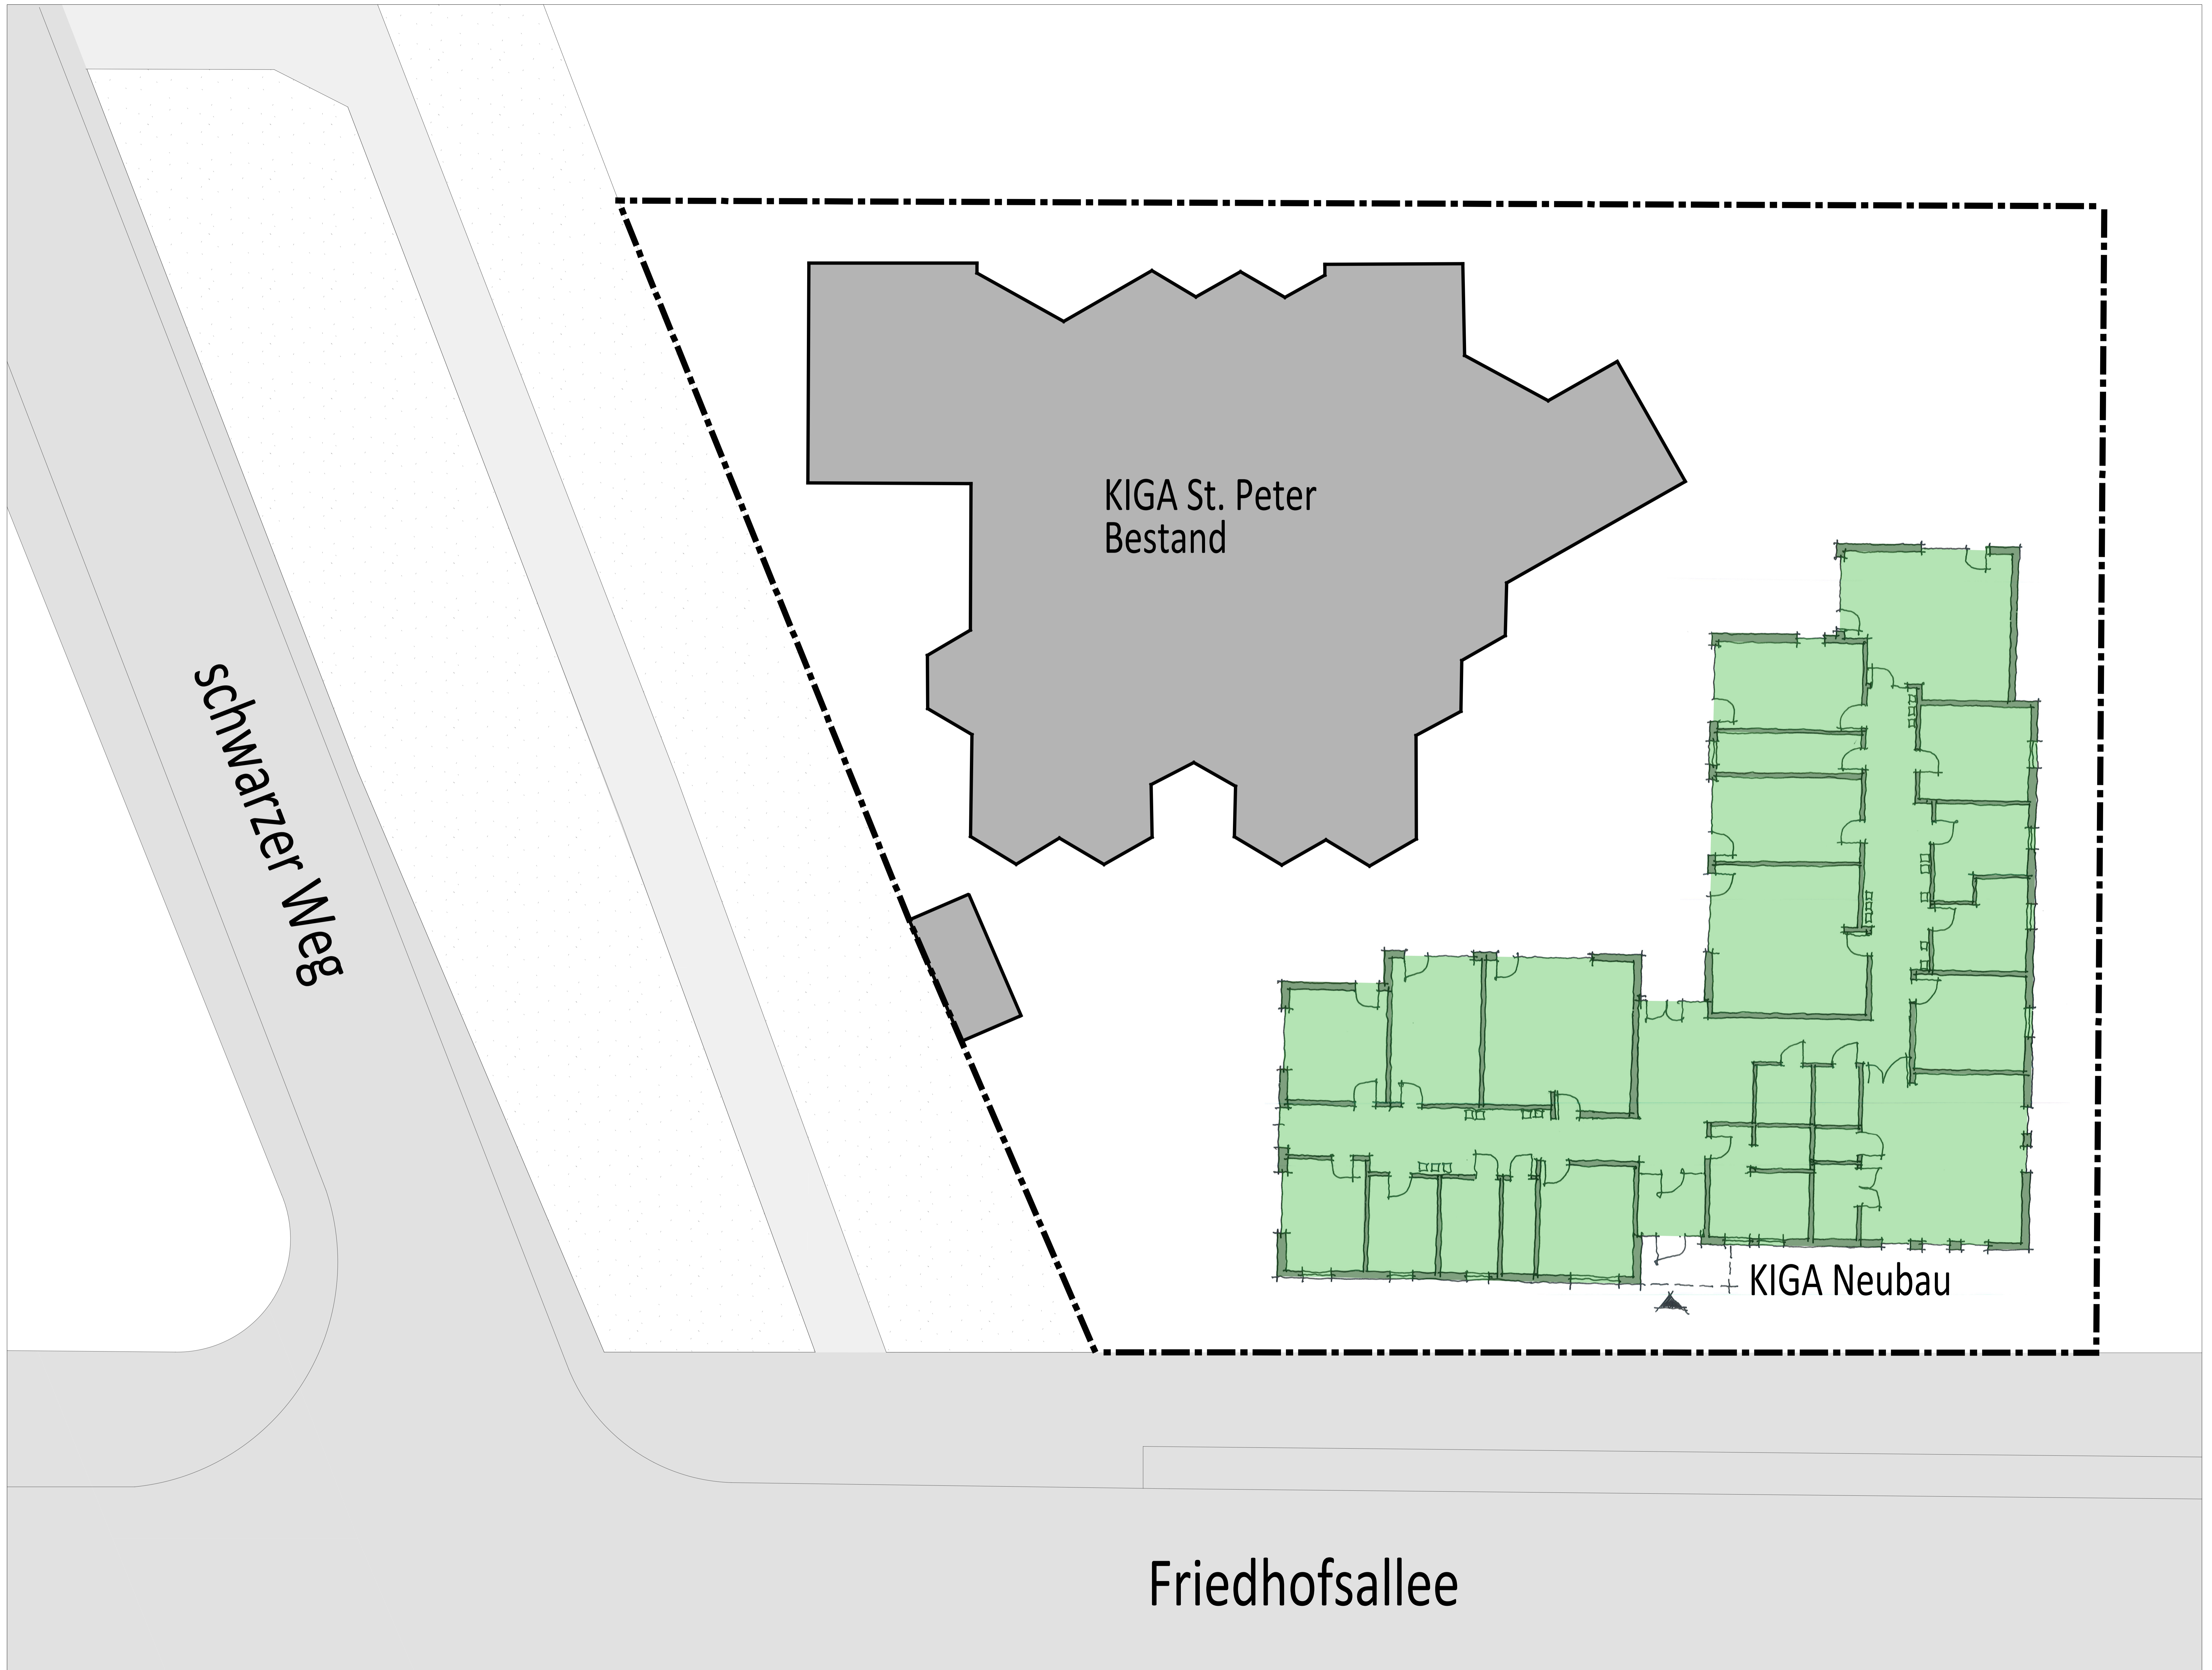 KIGA St. Peter
Bestand
schwarzer Weg
KIGA Neubau
Friedhofsallee